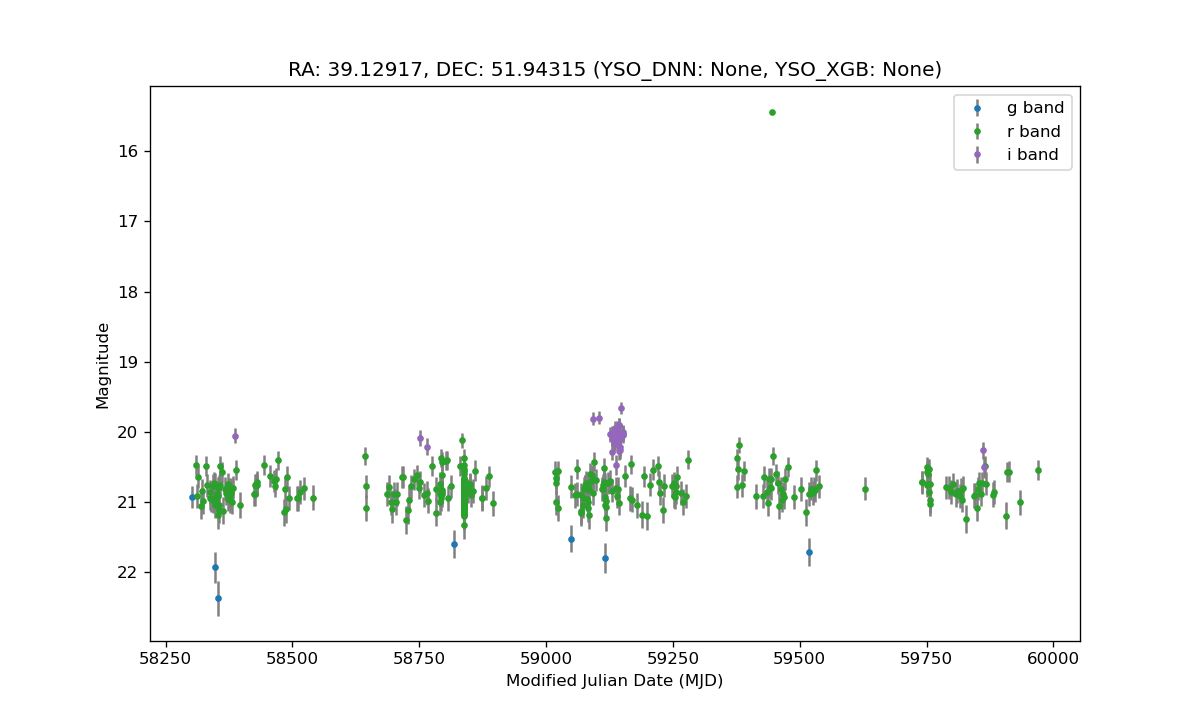 RA: 39.12917, DEC: 51.94315 (YSO_DNN: None, YSO_XGB: None)
g band
r band
i band
16
17
18
19
20
21
22
Magnitude
58250
58500
58750
59000
59250
59500
59750
60000
Modified Julian Date (MJD)